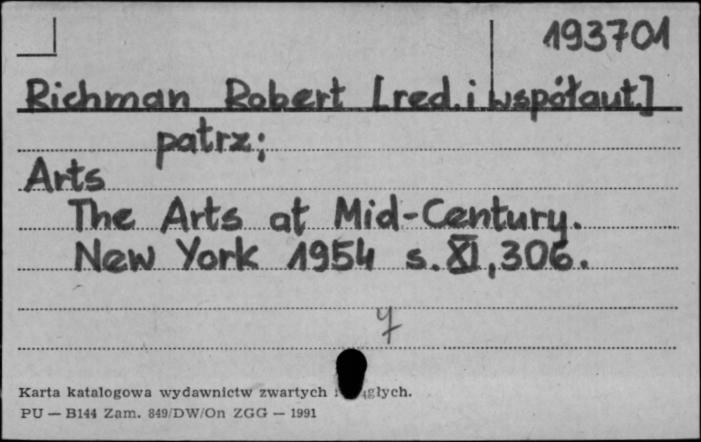 193701
Richman Robert [red. i współaut.]
patrz;
Arts
The Arts at Mid-Century.
New York 1954 s. XI, 306.
Karta katalogowa wydawnictw zwartych
PU — B144 Zam. 849/DW/On ZGG — 1991